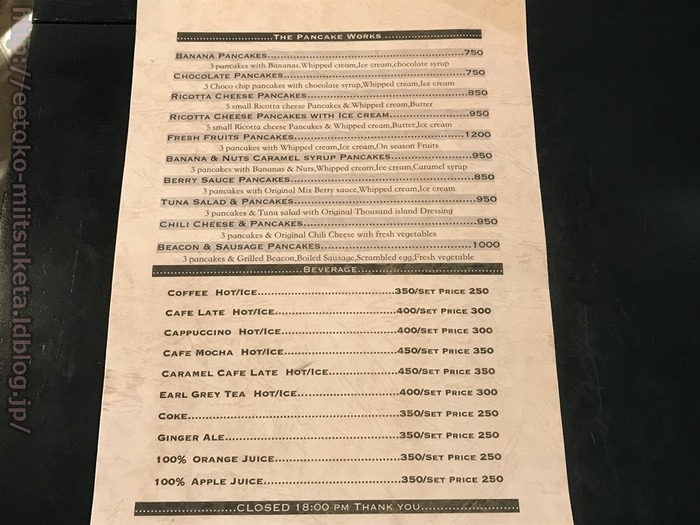 The Pancake Works
Banana Pancakes 750
3 pancakes with Bananas,Whipped cream,Ice cream,chocolate syrup
Chocolate Pancakes 750
3 Choco chip pancakes with chocolate syrup,Whipped cream,Ice cream
Ricotta Cheese Pancakes 850
5 small Ricotta cheese Pancakes & Whipped cream,Butter
Ricotta Cheese Pancakes with Ice cream 950
5 small Ricotta cheese Pancakes & Whipped cream,Butter,Ice cream
Fresh Fruits Pancakes 1200
3 pancakes with Whipped cream,Ice cream,On season Fruits
Banana & Nuts Caramel syrup Pancakes 950
3 pancakes with Bananas & Nuts,Whipped cream,Ice cream,Caramel syrup
Berry Sauce Pancakes 850
3 pancakes with Original Mix Berry sauce,Whipped cream,Ice cream
Tuna Salad & Pancakes 950
3 pancakes & Tuna salad with Original Thousand island Dressing
Chili Cheese & Pancakes 950
3 pancakes & Original Chili Cheese with fresh vegetables
Beacon & Sausage Pancakes 1000
3 pancakes & Grilled Beacon,Boiled Sausage,Scrambled egg,Fresh vegetable
Beverage
Coffee Hot/Ice 350/Set Price 250
Cafe Late Hot/Ice 400/Set Price 300
Cappuccino Hot/Ice 400/Set Price 300
Cafe Mocha Hot/Ice 450/Set Price 350
Caramel Cafe Late Hot/Ice 450/Set Price 350
Earl Grey Tea Hot/Ice 400/Set Price 300
Coke 350/Set Price 250
Ginger Ale 350/Set Price 250
100% Orange Juice 350/Set Price 250
100% Apple Juice 350/Set Price 250
CLOSED 18:00 PM THANK YOU
http://eetoko-miitsuketa.ldblog.jp/